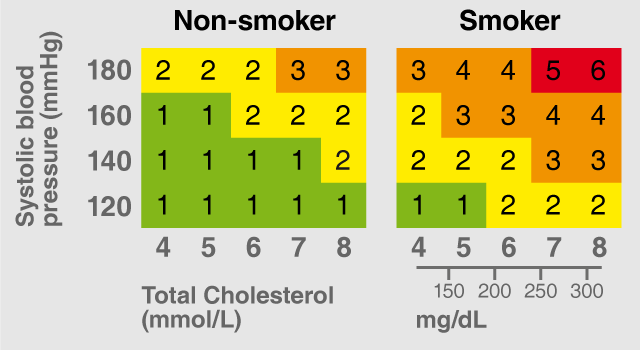 Non-smoker Smoker
Systolic blood
pressure (mmHg)
180 2 2 2 3 3 3 4 4 5 6
160 1 1 2 2 2 2 3 3 4 4
140 1 1 1 1 2 2 2 2 3 3
120 1 1 1 1 1 1 1 2 2 2
4 5 6 7 8 4 5 6 7 8
150 200 250 300
Total Cholesterol
(mmol/L) mg/dL